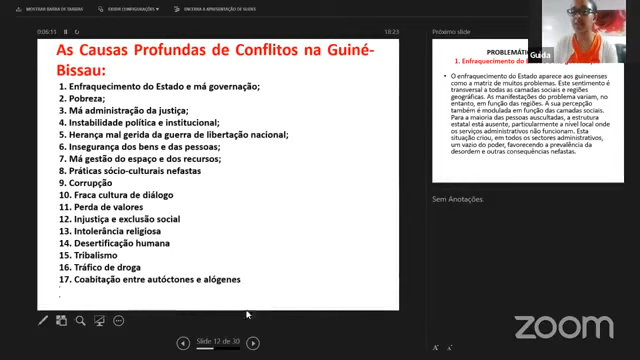 MOSTRAR BARRA DE TAREFAS
EXIBIR CONFIGURAÇÕES
ENCERRAR A APRESENTAÇÃO DE SLIDES
0:06:11
18:23
Próximo slide
As Causas Profundas de Conflitos na Guiné-
Bissau:
1. Enfraquecimento do Estado e má governação;
2. Pobreza;
3. Má administração da justiça;
4. Instabilidade política e institucional;
5. Herança mal gerida da guerra de libertação nacional;
6. Insegurança dos bens e das pessoas;
7. Má gestão do espaço e dos recursos;
8. Práticas sócio-culturais nefastas
9. Corrupção
10. Fraca cultura de diálogo
11. Perda de valores
12. Injustiça e exclusão social
13. Intolerância religiosa
14. Desertificação humana
15. Tribalismo
16. Tráfico de droga
17. Coabitação entre autóctones e alógenes
Slide 12 de 30
Guida
PROBLEMÁTI
1. Enfraquecimento do E
O enfraquecimento do Estado aparece aos guineenses
como a matriz de muitos problemas. Este sentimento é
transversal a todas as camadas sociais e regiões
geográficas. As manifestações do problema variam, no
entanto, em função das regiões. A sua percepção
também é modulada em função das camadas sociais.
Para a maioria das pessoas auscultadas, a estrutura
estatal está ausente, particularmente a nível local onde
os serviços administrativos não funcionam. Esta
situação criou, em todos os sectores administrativos,
um vazio do poder, favorecendo a prevalência da
desordem e outras consequências nefastas.
Sem Anotações.
zoom